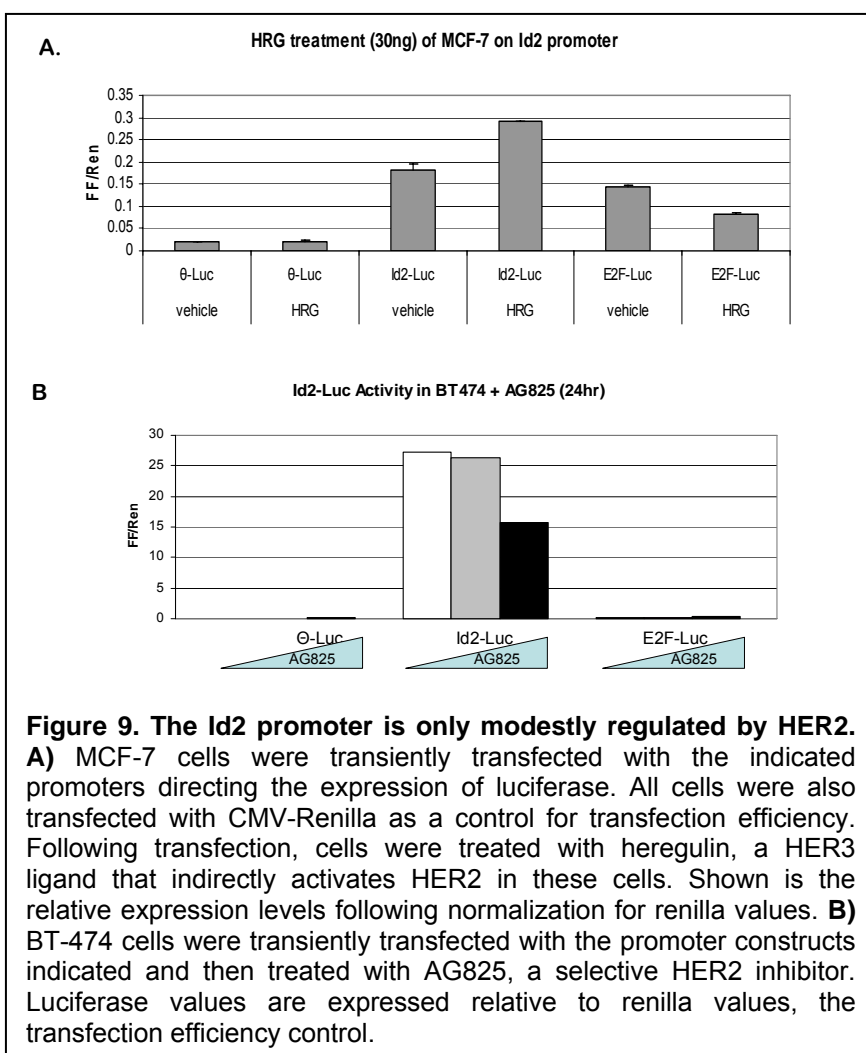 A.
HRG treatment (30ng) of MCF-7 on Id2 promoter
FF/Ren
0.35
0.3
0.25
0.2
0.15
0.1
0.05
0
θ-Luc θ-Luc Id2-Luc Id2-Luc E2F-Luc E2F-Luc
vehicle HRG vehicle HRG vehicle HRG
B
Id2-Luc Activity in BT474 + AG825 (24hr)
FF/Ren
30
25
20
15
10
5
0
Θ-Luc Id2-Luc E2F-Luc
AG825 AG825 AG825
Figure 9. The Id2 promoter is only modestly regulated by HER2.
A) MCF-7 cells were transiently transfected with the indicated
promoters directing the expression of luciferase. All cells were also
transfected with CMV-Renilla as a control for transfection efficiency.
Following transfection, cells were treated with heregulin, a HER3
ligand that indirectly activates HER2 in these cells. Shown is the
relative expression levels following normalization for renilla values. B)
BT-474 cells were transiently transfected with the promoter constructs
indicated and then treated with AG825, a selective HER2 inhibitor.
Luciferase values are expressed relative to renilla values, the
transfection efficiency control.